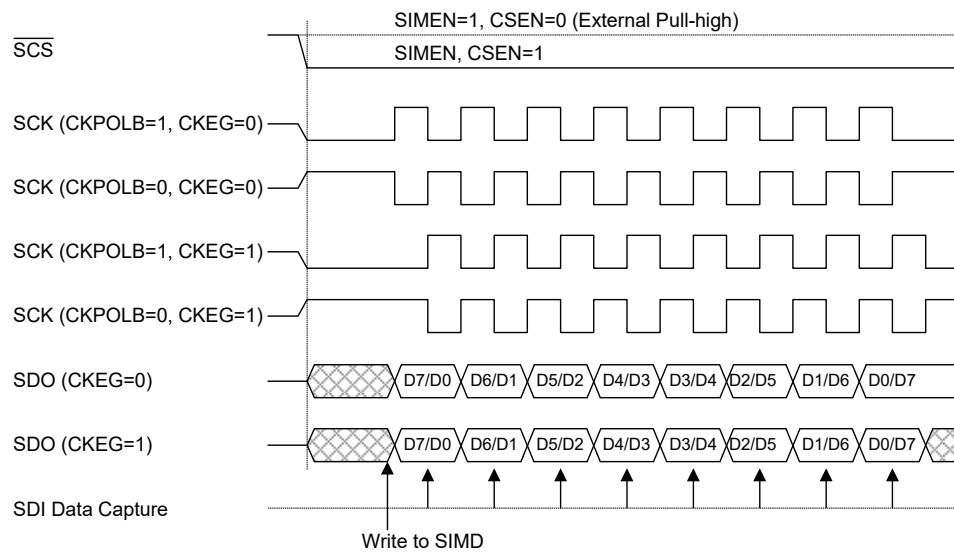 SIMEN=1, CSEN=0 (External Pull-high)
SCS
SIMEN, CSEN=1
SCK (CKPOLB=1, CKEG=0)
SCK (CKPOLB=0, CKEG=0)
SCK (CKPOLB=1, CKEG=1)
SCK (CKPOLB=0, CKEG=1)
SDO (CKEG=0) D7/D0 D6/D1 D5/D2 D4/D3 D3/D4 D2/D5 D1/D6 D0/D7
SDO (CKEG=1) D7/D0 D6/D1 D5/D2 D4/D3 D3/D4 D2/D5 D1/D6 D0/D7
SDI Data Capture
Write to SIMD